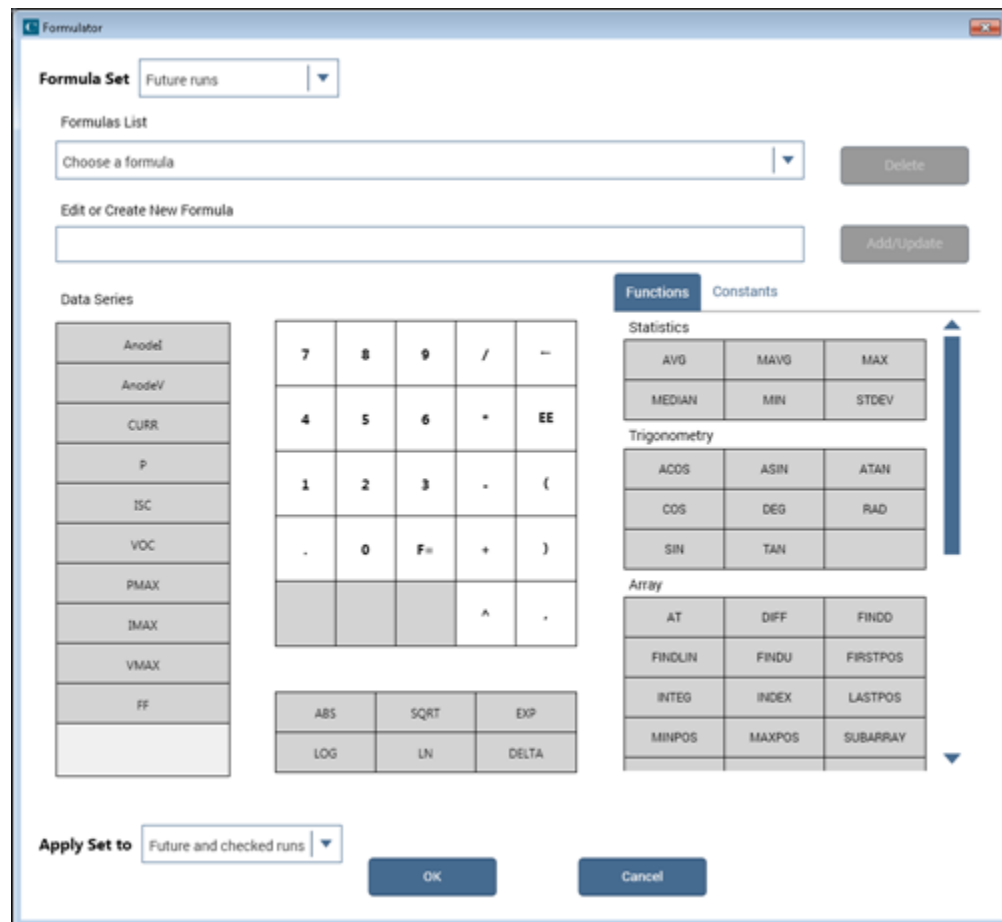 Formulator
Formula Set Future runs
Formulas List
Choose a formula
Delete
Edit or Create New Formula
Add/Update
Data Series
AnodeI
AnodeV
CURR
P
ISC
VOC
PMAX
IMAX
VMAX
FF
7 8 9 / ←
4 5 6 * EE
1 2 3 - (
. 0 F= + )
^ ,
ABS SQRT EXP
LOG LN DELTA
Functions Constants
Statistics
AVG MAVG MAX
MEDIAN MIN STDEV
Trigonometry
ACOS ASIN ATAN
COS DEG RAD
SIN TAN
Array
AT DIFF FINDD
FINDLIN FINDU FIRSTPOS
INTEG INDEX LASTPOS
MINPOS MAXPOS SUBARRAY
Apply Set to Future and checked runs
OK Cancel